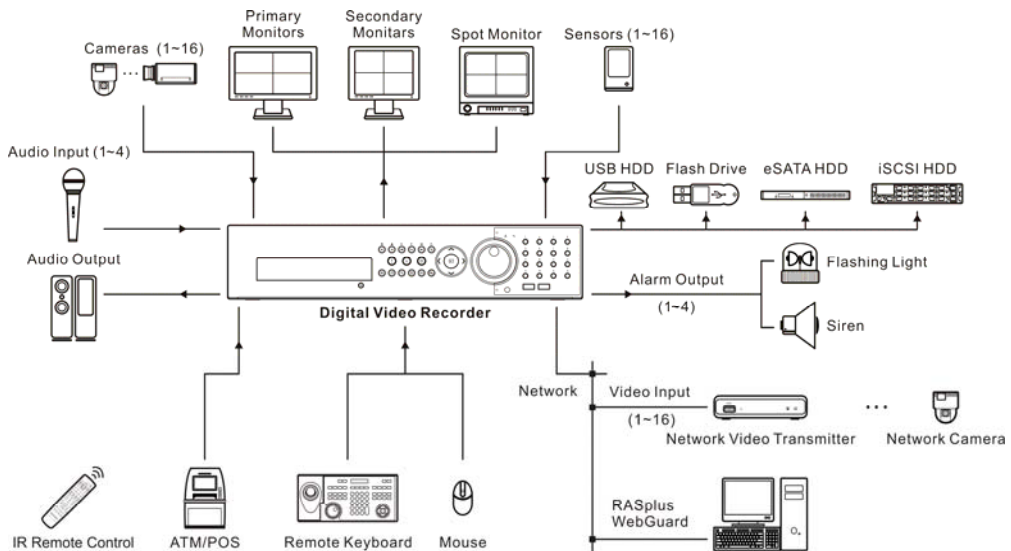 Primary
Monitors
Secondary
Monitars
Spot Monitor
Sensors (1~16)
Cameras (1~16)
Audio Input (1~4)
USB HDD
Flash Drive
eSATA HDD
iSCSI HDD
Audio Output
Digital Video Recorder
Alarm Output
(1~4)
Flashing Light
Siren
Network
Video Input
(1~16)
Network Video Transmitter
Network Camera
RASplus
WebGuard
IR Remote Control
ATM/POS
Remote Keyboard
Mouse